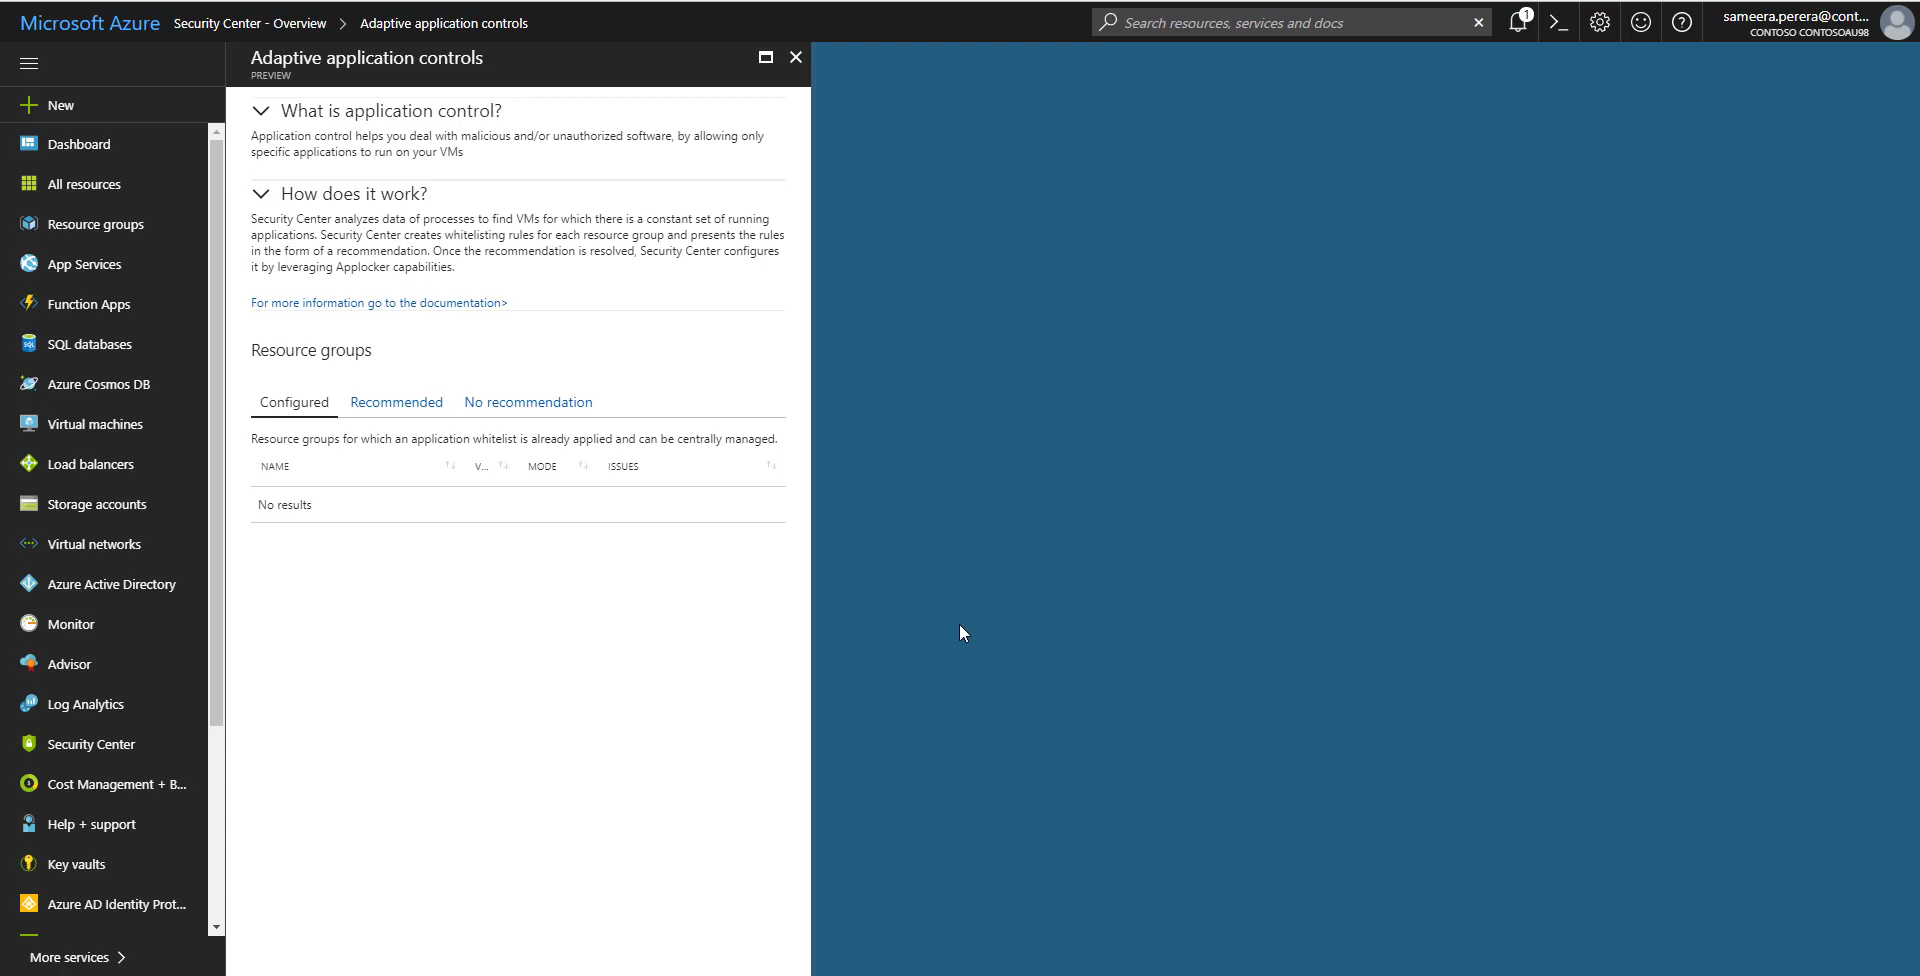 Microsoft Azure Security Center - Overview > Adaptive application controls
Search resources, services and docs
1
sameera.perera@cont...
CONTOSO CONTOSOAU98
New
Dashboard
All resources
Resource groups
App Services
Function Apps
SQL databases
Azure Cosmos DB
Virtual machines
Load balancers
Storage accounts
Virtual networks
Azure Active Directory
Monitor
Advisor
Log Analytics
Security Center
Cost Management + B...
Help + support
Key vaults
Azure AD Identity Prot...
More services >
Adaptive application controls
PREVIEW
What is application control?
Application control helps you deal with malicious and/or unauthorized software, by allowing only
specific applications to run on your VMs
How does it work?
Security Center analyzes data of processes to find VMs for which there is a constant set of running
applications. Security Center creates whitelisting rules for each resource group and presents the rules
in the form of a recommendation. Once the recommendation is resolved, Security Center configures
it by leveraging Applocker capabilities.
For more information go to the documentation>
Resource groups
Configured Recommended No recommendation
Resource groups for which an application whitelist is already applied and can be centrally managed.
NAME V... MODE ISSUES
No results